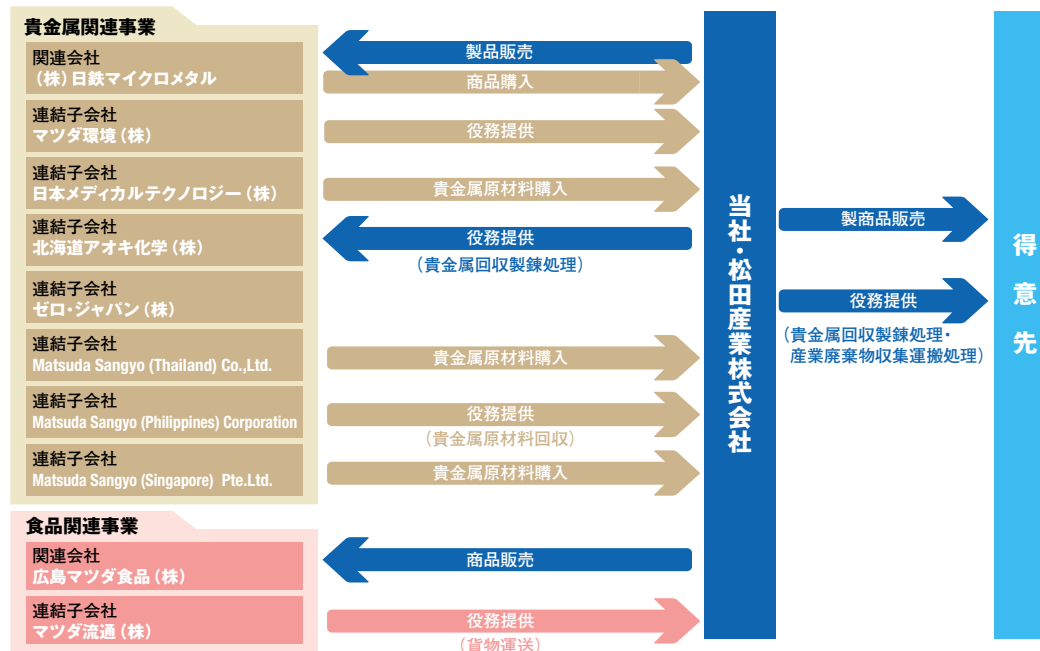 貴金属関連事業
関連会社
(株)日鉄マイクロメタル
製品販売
商品購入
連結子会社
マツダ環境(株)
役務提供
連結子会社
日本メディカルテクノロジー(株)
貴金属原材料購入
連結子会社
北海道アオキ化学(株)
役務提供
(貴金属回収製錬処理)
連結子会社
ゼロ・ジャパン(株)
連結子会社
Matsuda Sangyo (Thailand) Co.,Ltd.
貴金属原材料購入
連結子会社
Matsuda Sangyo (Philippines) Corporation
役務提供
(貴金属原材料回収)
連結子会社
Matsuda Sangyo (Singapore) Pte.Ltd.
貴金属原材料購入
食品関連事業
関連会社
広島マツダ食品(株)
商品販売
連結子会社
マツダ流通(株)
役務提供
(貨物運送)
当社・松田産業株式会社
製商品販売
役務提供
(貴金属回収製錬処理・
産業廃棄物収集運搬処理)
得意先